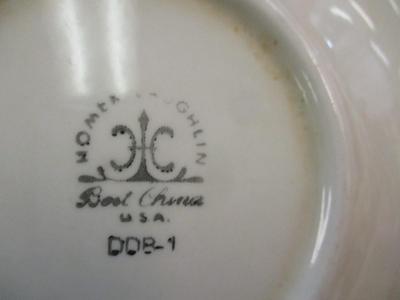 HOMER LAUGHLIN
Best China
U.S.A.
DDB-1